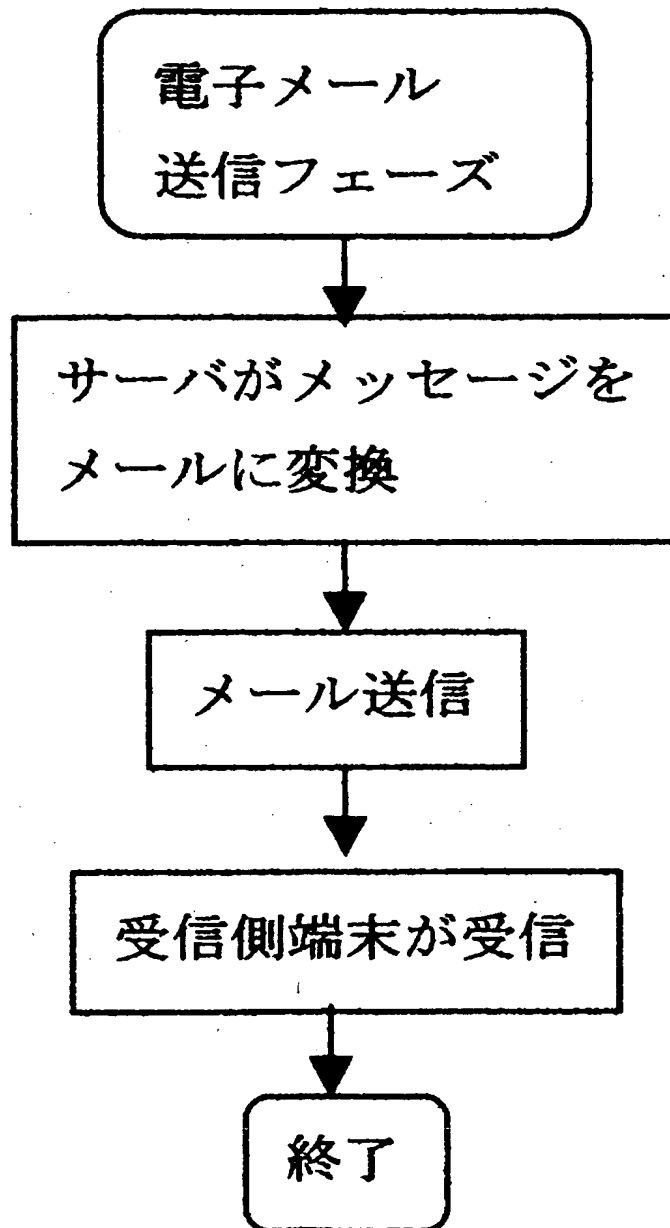 電子メール
送信フェーズ
サーバがメッセージを
メールに変換
メール送信
受信側端末が受信
終了